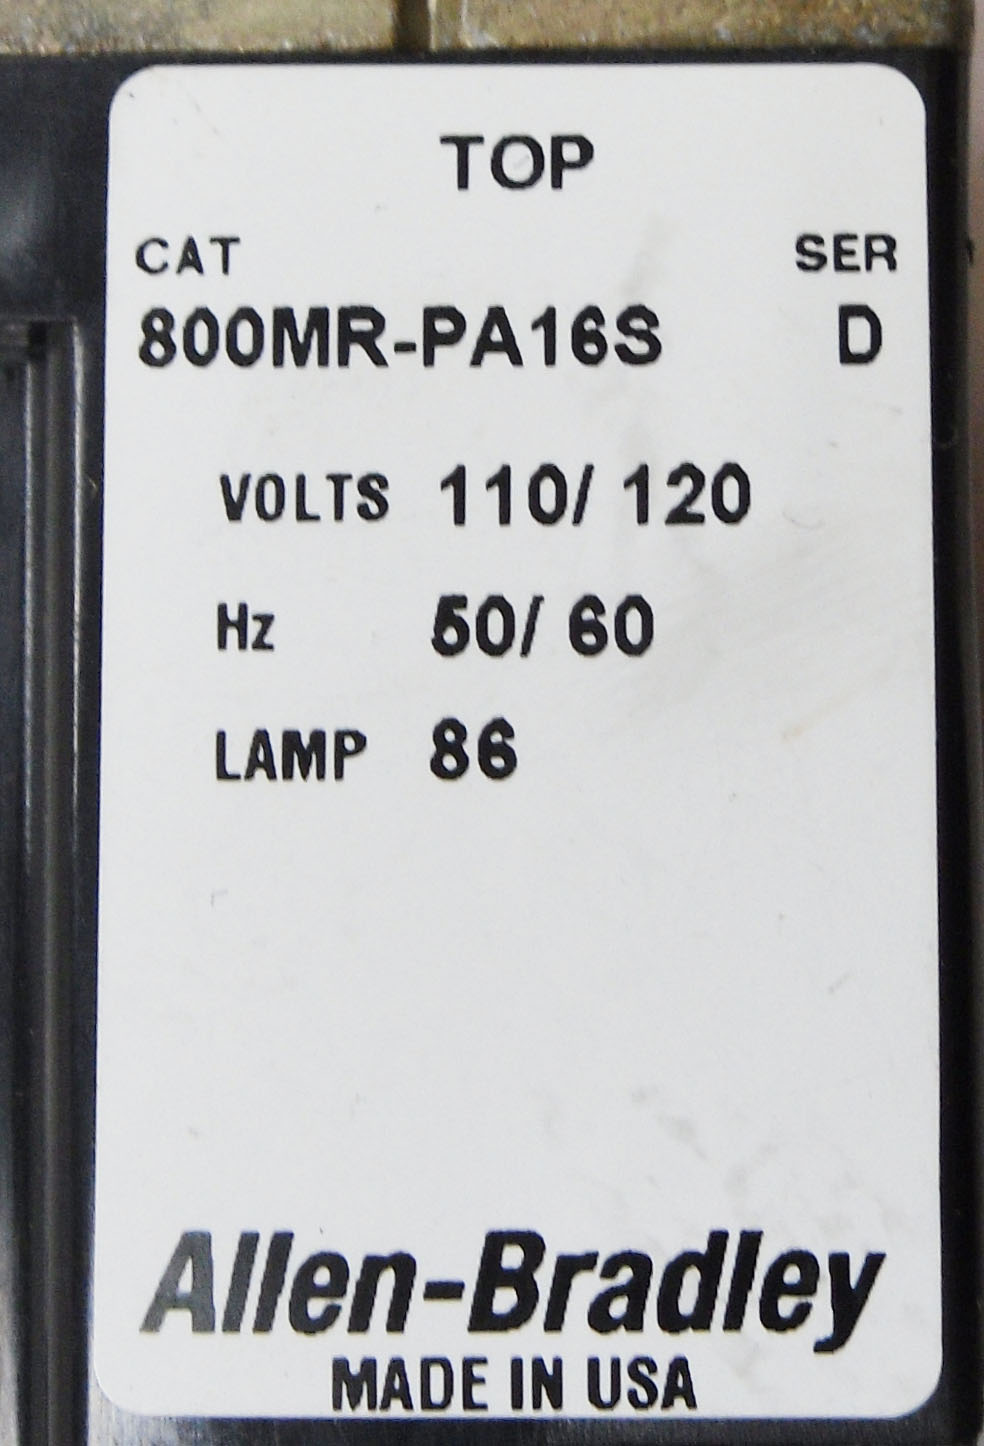 TOP
CAT SER
800MR-PA16S D
VOLTS 110/ 120
Hz 50/ 60
LAMP 86
Allen-Bradley
MADE IN USA